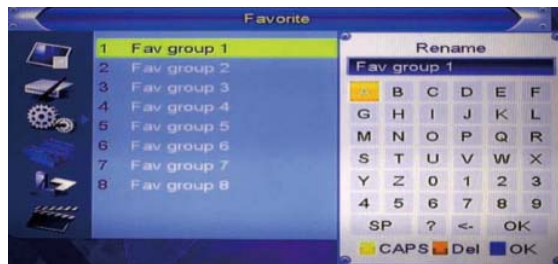 Favorite
1 Fav group 1
2 Fav group 2
3 Fav group 3
4 Fav group 4
5 Fav group 5
6 Fav group 6
7 Fav group 7
8 Fav group 8
Rename
Fav group 1
A B C D E F
G H I J K L
M N O P Q R
S T U V W X
Y Z 0 1 2 3
4 5 6 7 8 9
SP ? <- OK
CAPS Del OK